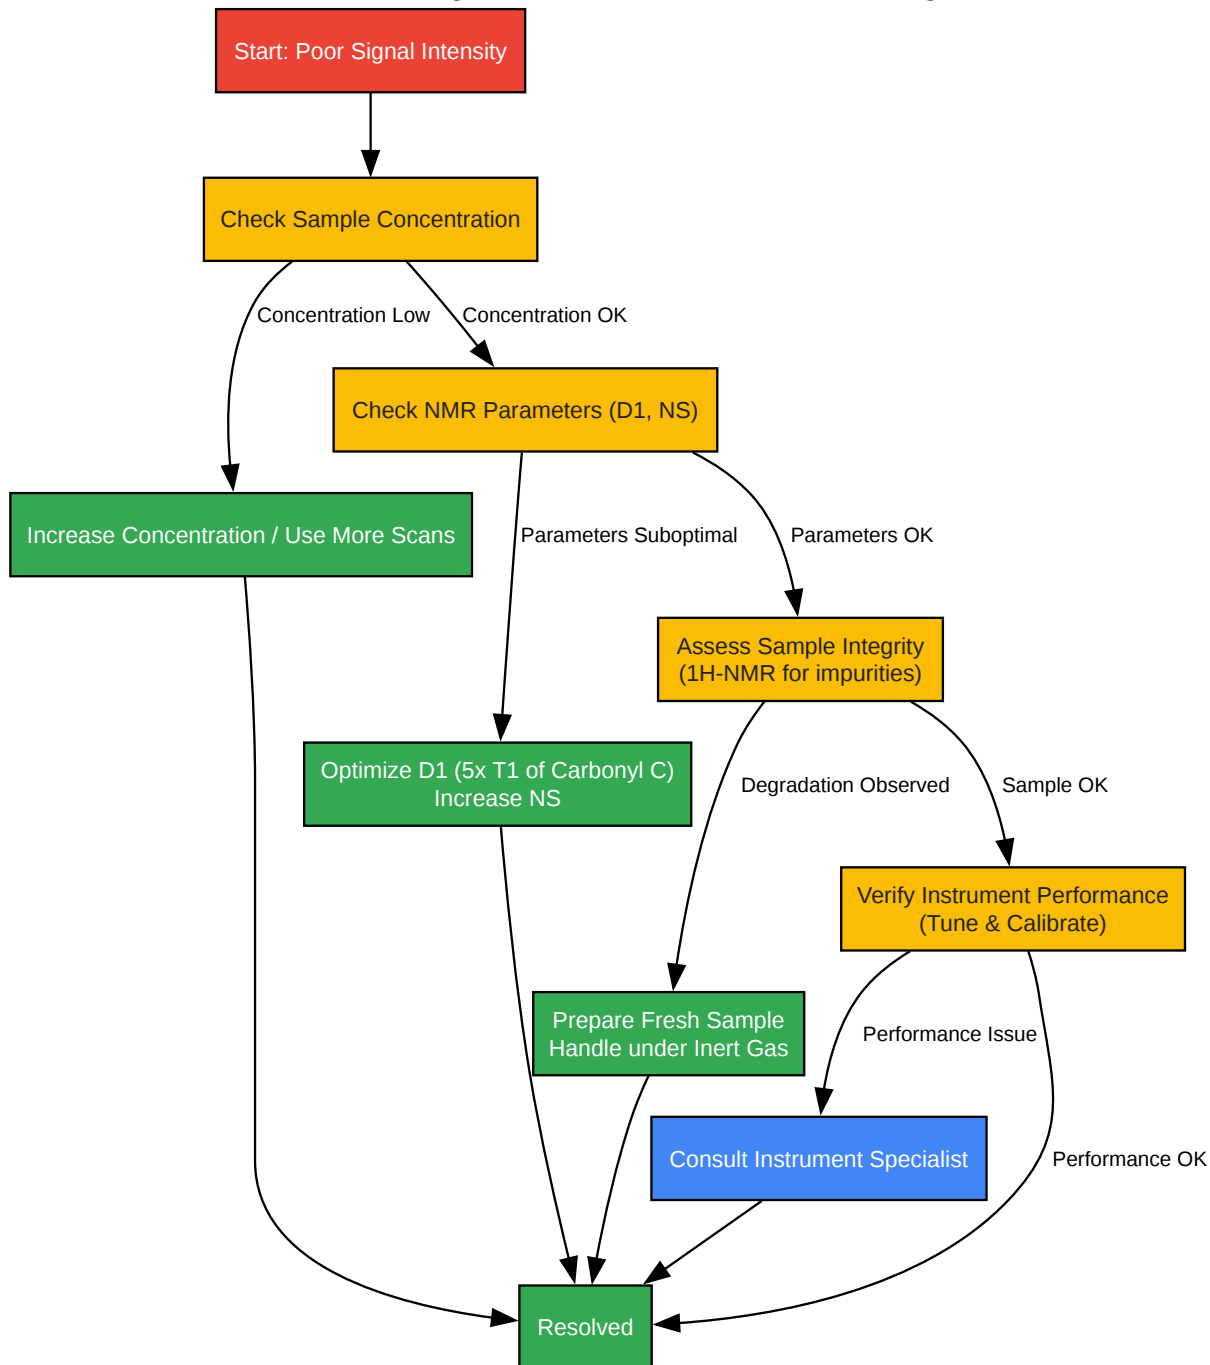 Start: Poor Signal Intensity
Check Sample Concentration
Concentration Low
Concentration OK
Check NMR Parameters (D1, NS)
Increase Concentration / Use More Scans
Parameters Suboptimal
Parameters OK
Assess Sample Integrity
(1H-NMR for impurities)
Optimize D1 (5x T1 of Carbonyl C)
Increase NS
Degradation Observed
Sample OK
Verify Instrument Performance
(Tune & Calibrate)
Prepare Fresh Sample
Handle under Inert Gas
Performance Issue
Consult Instrument Specialist
Performance OK
Resolved